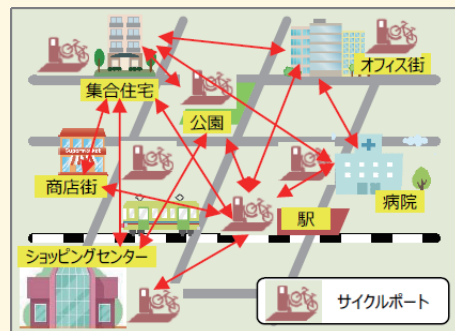 オフィス街
集合住宅
公園
Supermarket
商店街
病院
駅
ショッピングセンター
サイクルポート